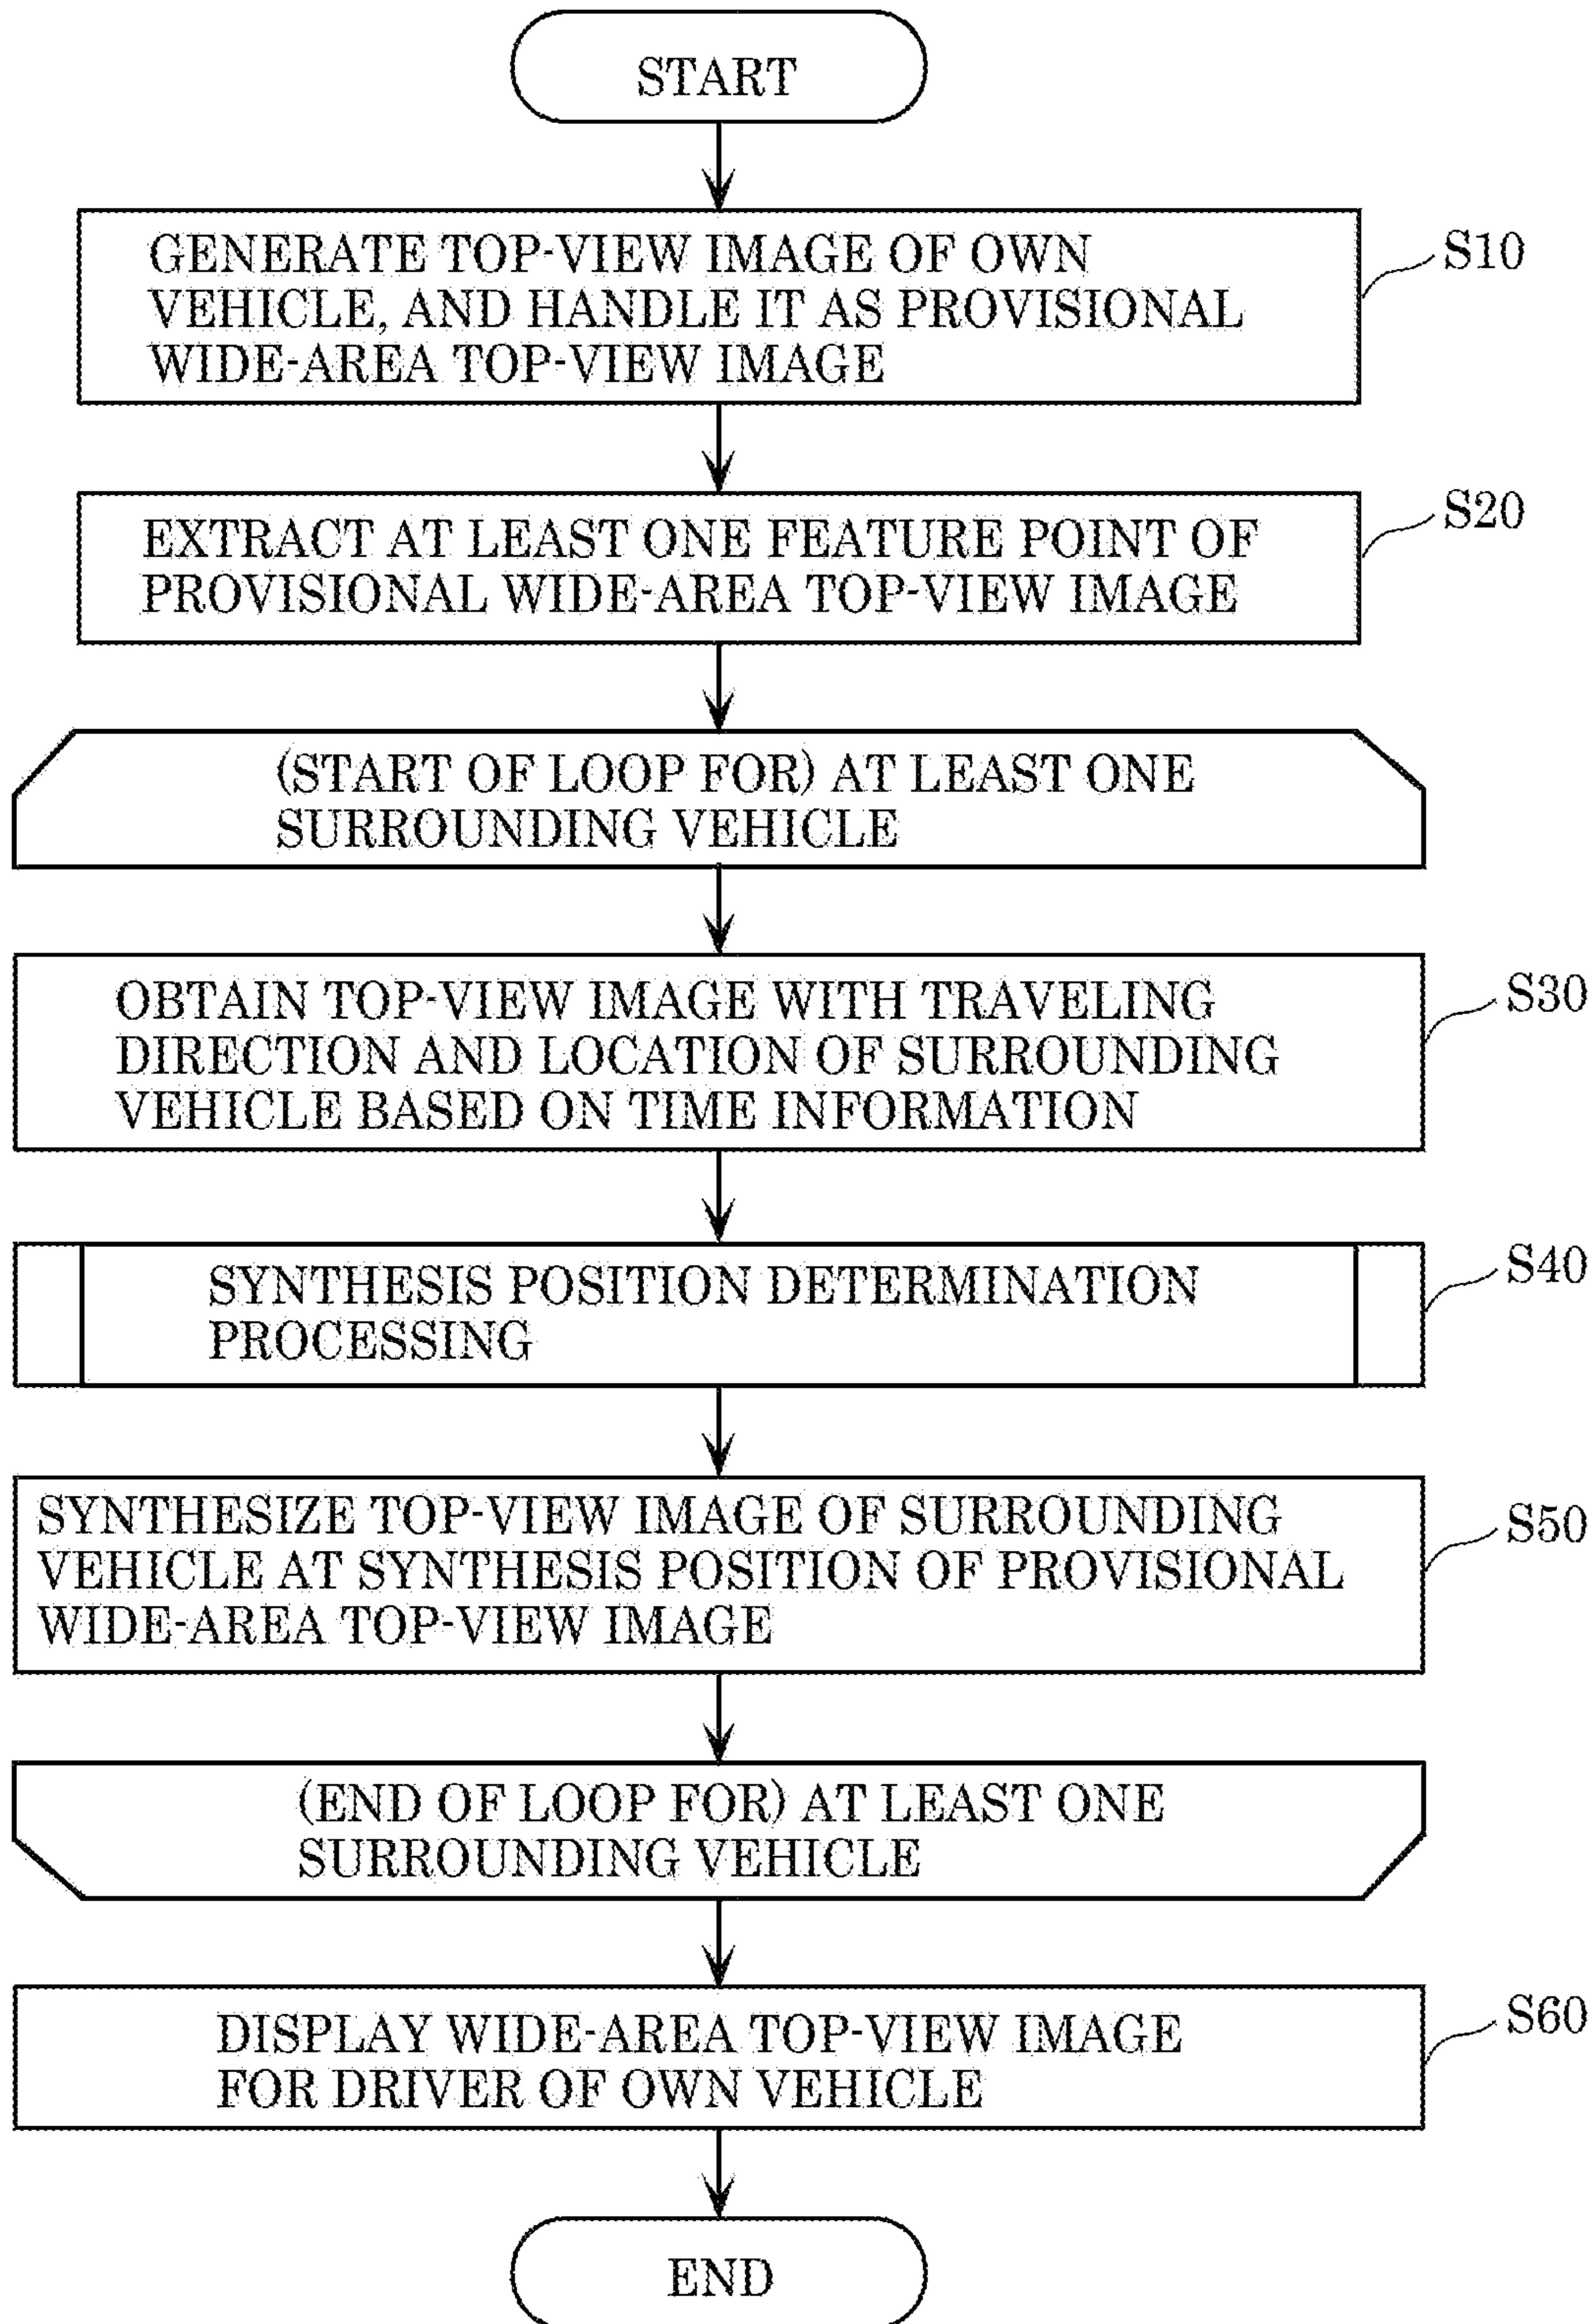 START
GENERATE TOP-VIEW IMAGE OF OWN
VEHICLE, AND HANDLE IT AS PROVISIONAL
WIDE-AREA TOP-VIEW IMAGE
S10
EXTRACT AT LEAST ONE FEATURE POINT OF
PROVISIONAL WIDE-AREA TOP-VIEW IMAGE
S20
(START OF LOOP FOR) AT LEAST ONE
SURROUNDING VEHICLE
OBTAIN TOP-VIEW IMAGE WITH TRAVELING
DIRECTION AND LOCATION OF SURROUNDING
VEHICLE BASED ON TIME INFORMATION
S30
SYNTHESIS POSITION DETERMINATION
PROCESSING
S40
SYNTHESIZE TOP-VIEW IMAGE OF SURROUNDING
VEHICLE AT SYNTHESIS POSITION OF PROVISIONAL
WIDE-AREA TOP-VIEW IMAGE
S50
(END OF LOOP FOR) AT LEAST ONE
SURROUNDING VEHICLE
DISPLAY WIDE-AREA TOP-VIEW IMAGE
FOR DRIVER OF OWN VEHICLE
S60
END